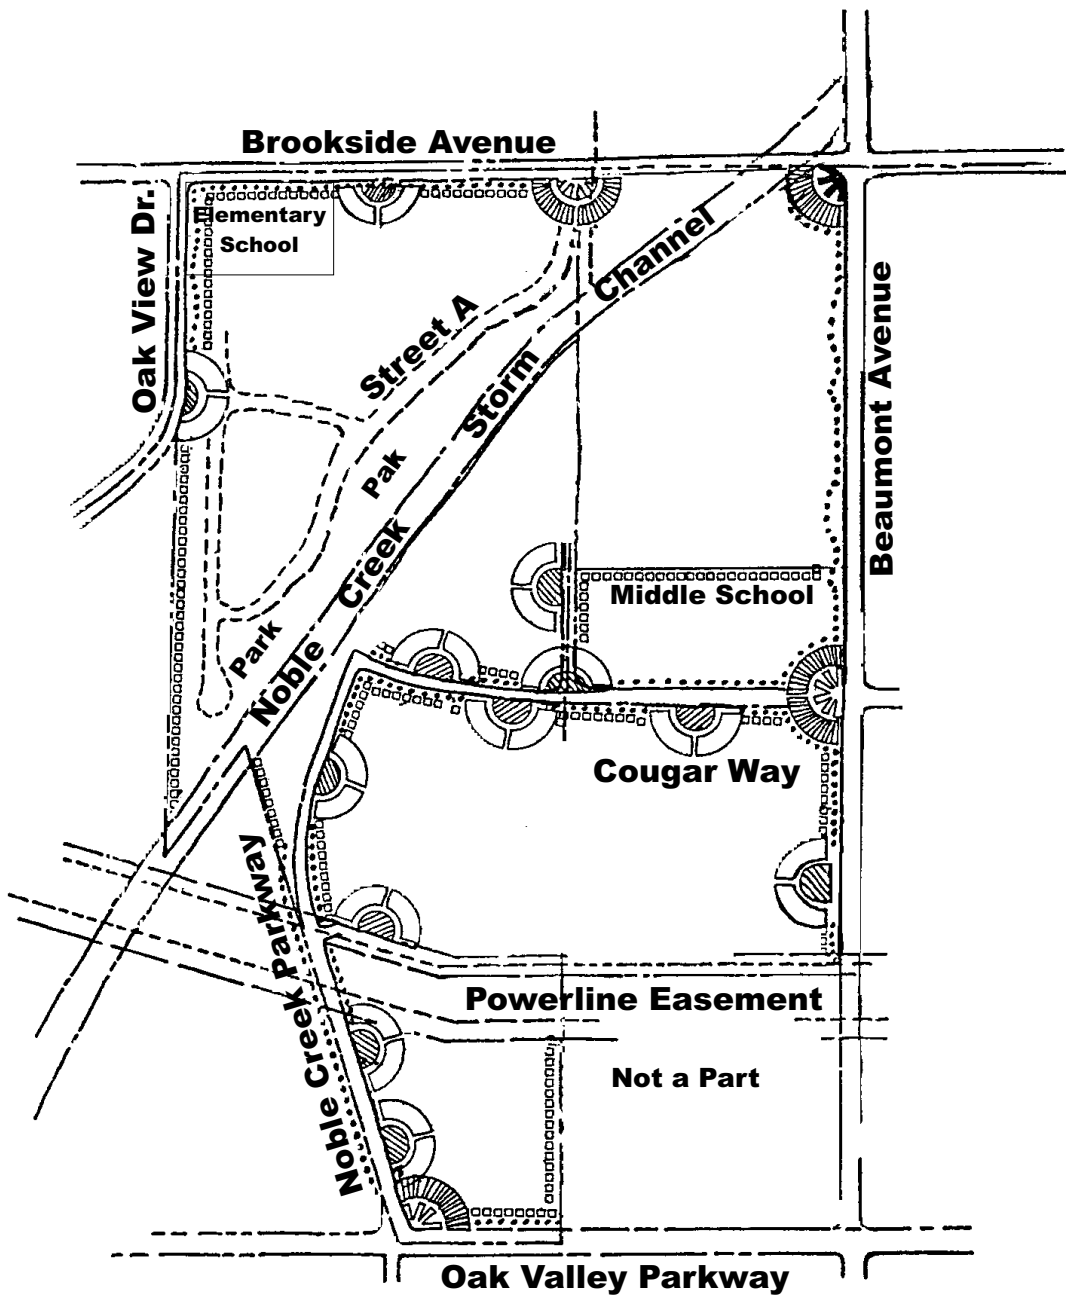 Brookside Avenue
Elementary
School
Oak View Dr.
Channel
Street A
Storm
Beaumont Avenue
Pak
Creek
Middle School
Park
Noble
Cougar Way
Noble Creek Parkway
Powerline Easement
Not a Part
Oak Valley Parkway